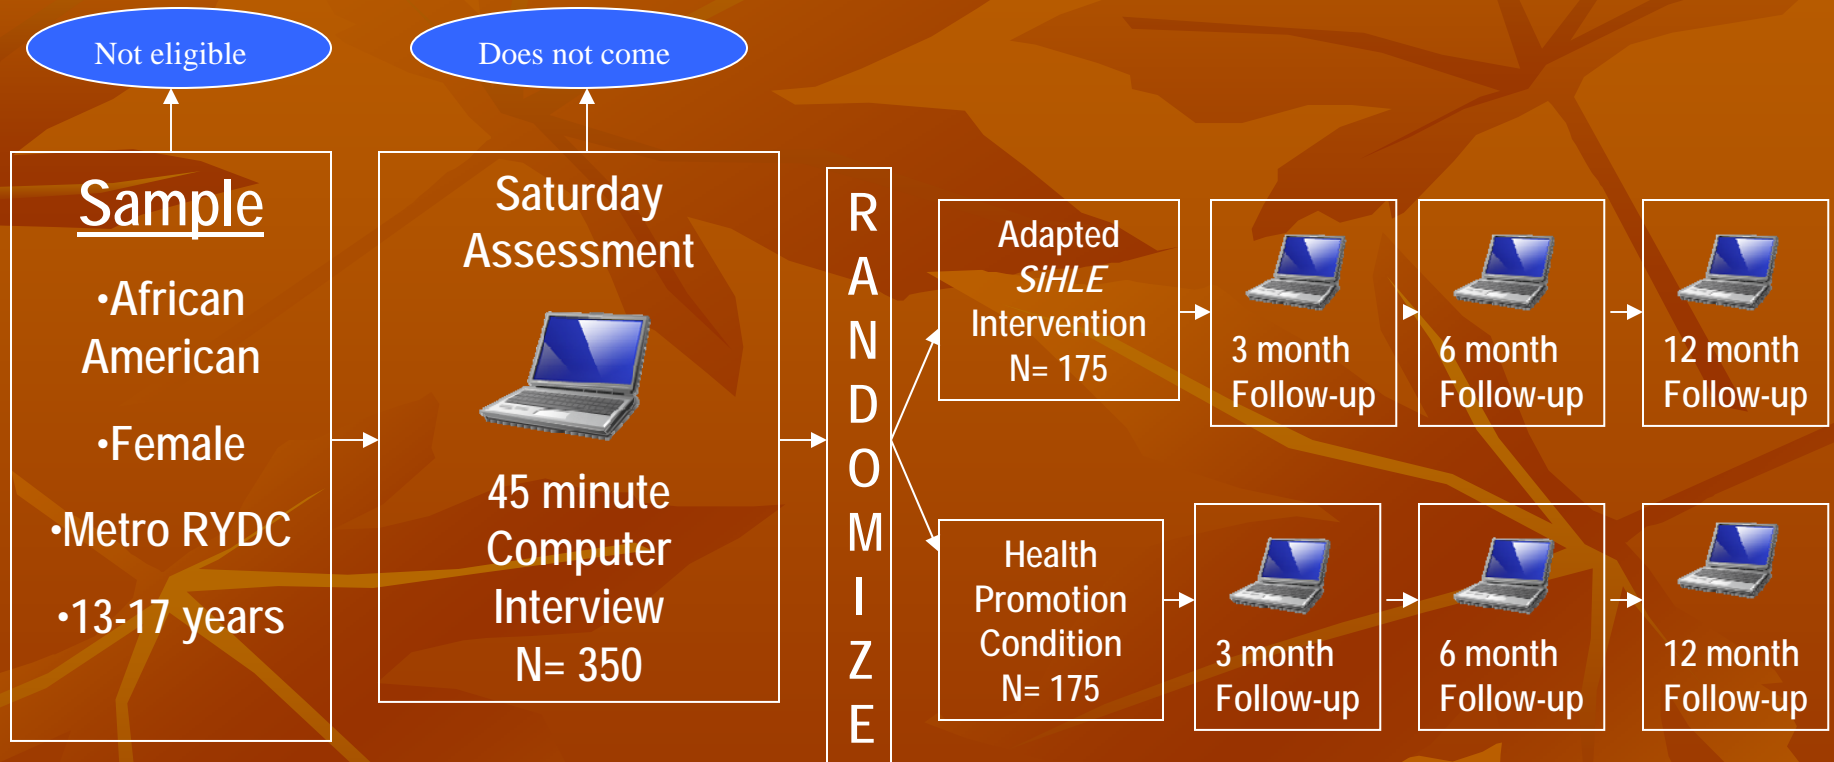 Not eligible
Does not come
Sample
•African
American
•Female
•Metro RYDC
•13-17 years
Saturday
Assessment
45 minute
Computer
Interview
N= 350
R
A
N
D
O
M
I
Z
E
Adapted
SiHLE
Intervention
N= 175
3 month
Follow-up
6 month
Follow-up
12 month
Follow-up
Health
Promotion
Condition
N= 175
3 month
Follow-up
6 month
Follow-up
12 month
Follow-up